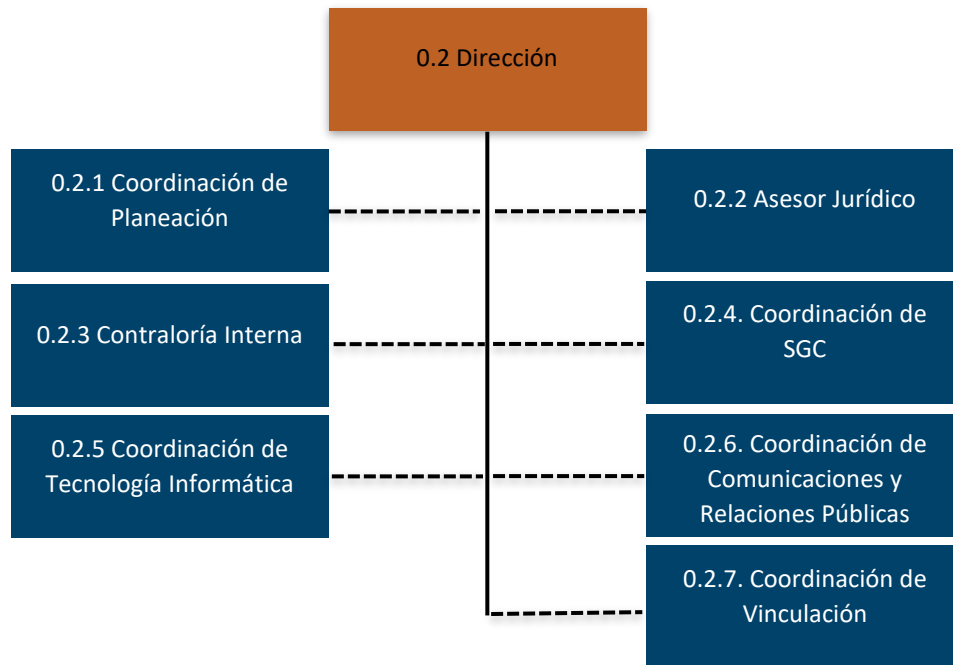 0.2 Dirección
0.2.1 Coordinación de
Planeación
0.2.2 Asesor Jurídico
0.2.3 Contraloría Interna
0.2.4. Coordinación de
SGC
0.2.5 Coordinación de
Tecnología Informática
0.2.6. Coordinación de
Comunicaciones y
Relaciones Públicas
0.2.7. Coordinación de
Vinculación